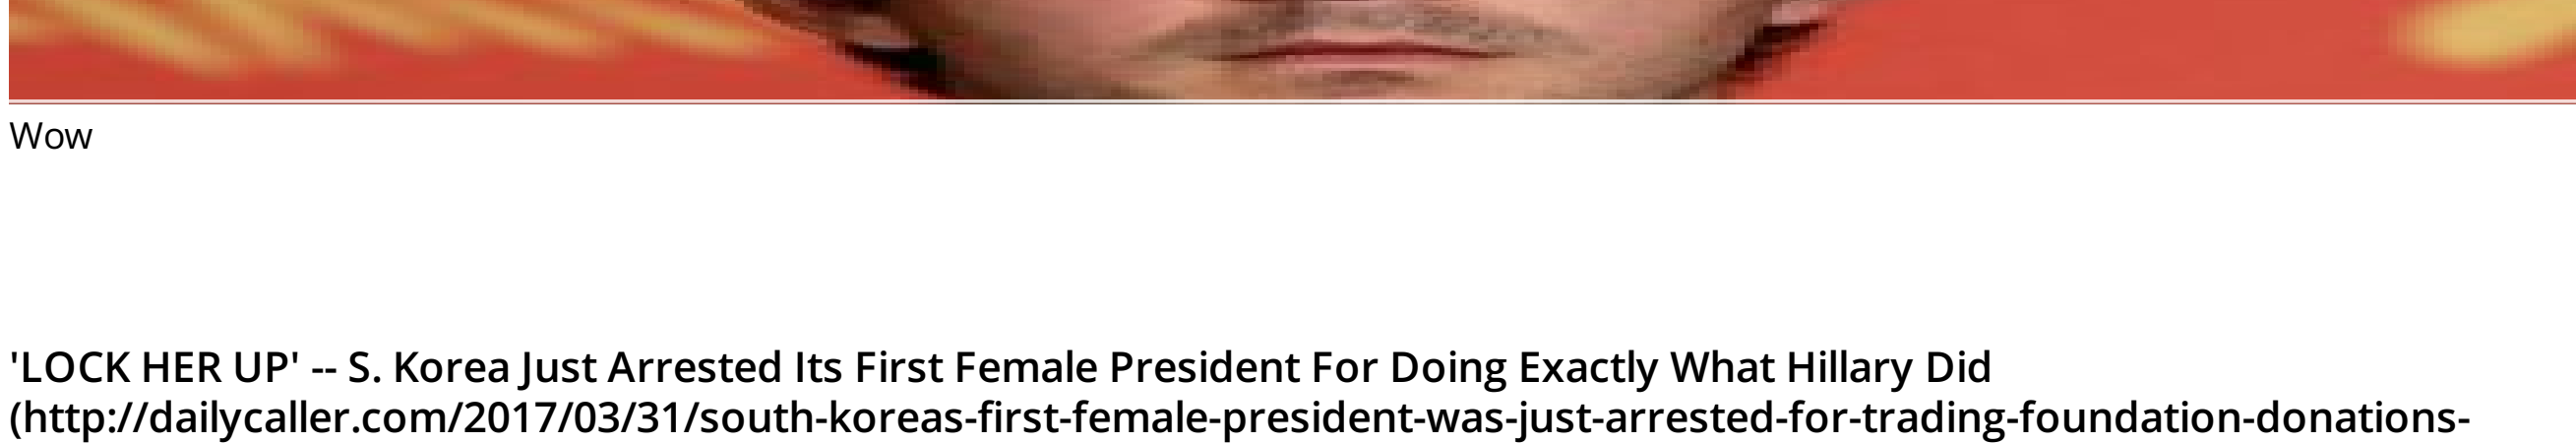 Wow
'LOCK HER UP' -- S. Korea Just Arrested Its First Female President For Doing Exactly What Hillary Did
(http://dailycaller.com/2017/03/31/south-koreas-first-female-president-was-just-arrested-for-trading-foundation-donations-